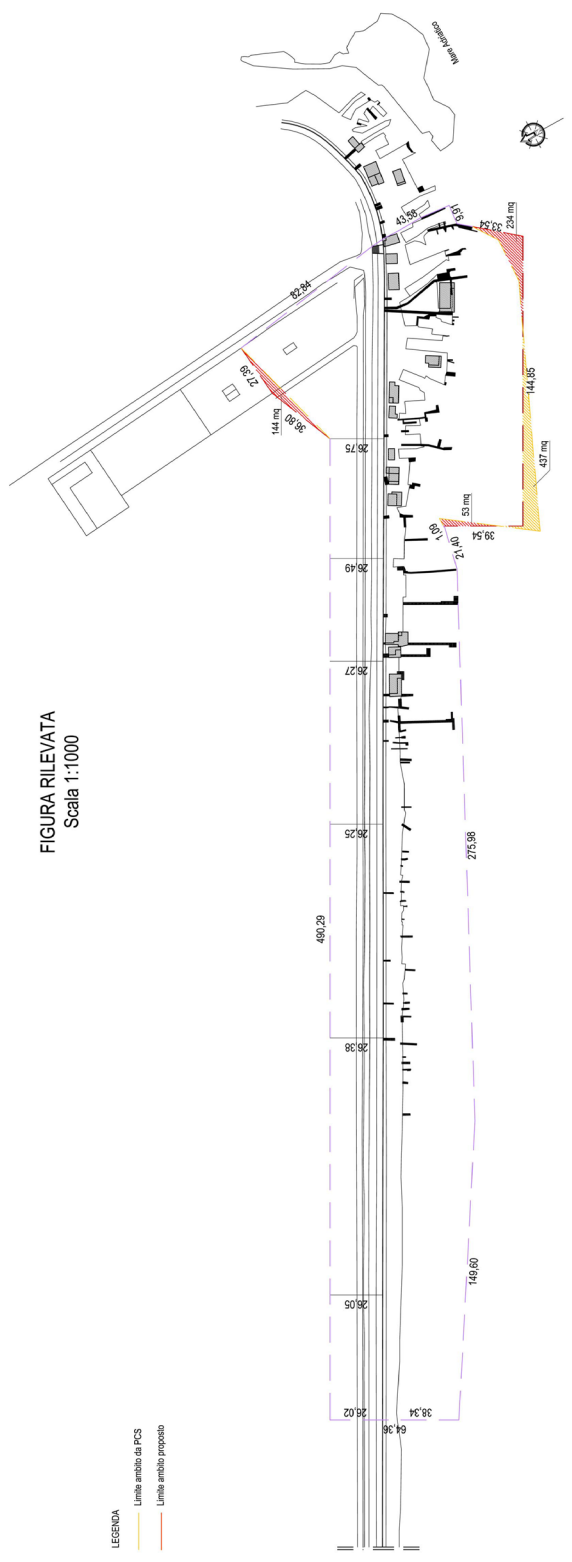 Mare Adriatico
43,58
9,91
33,54
234 mq
82,84
27,39
36,80
144 mq
144,85
437 mq
53 mq
39,54
1,09
21,40
26,75
26,49
26,27
26,25
26,38
26,05
26,02
FIGURA RILEVATA
Scala 1:1000
490,29
275,98
149,60
38,34
64,36
LEGENDA
Limite ambito da PCS
Limite ambito proposto